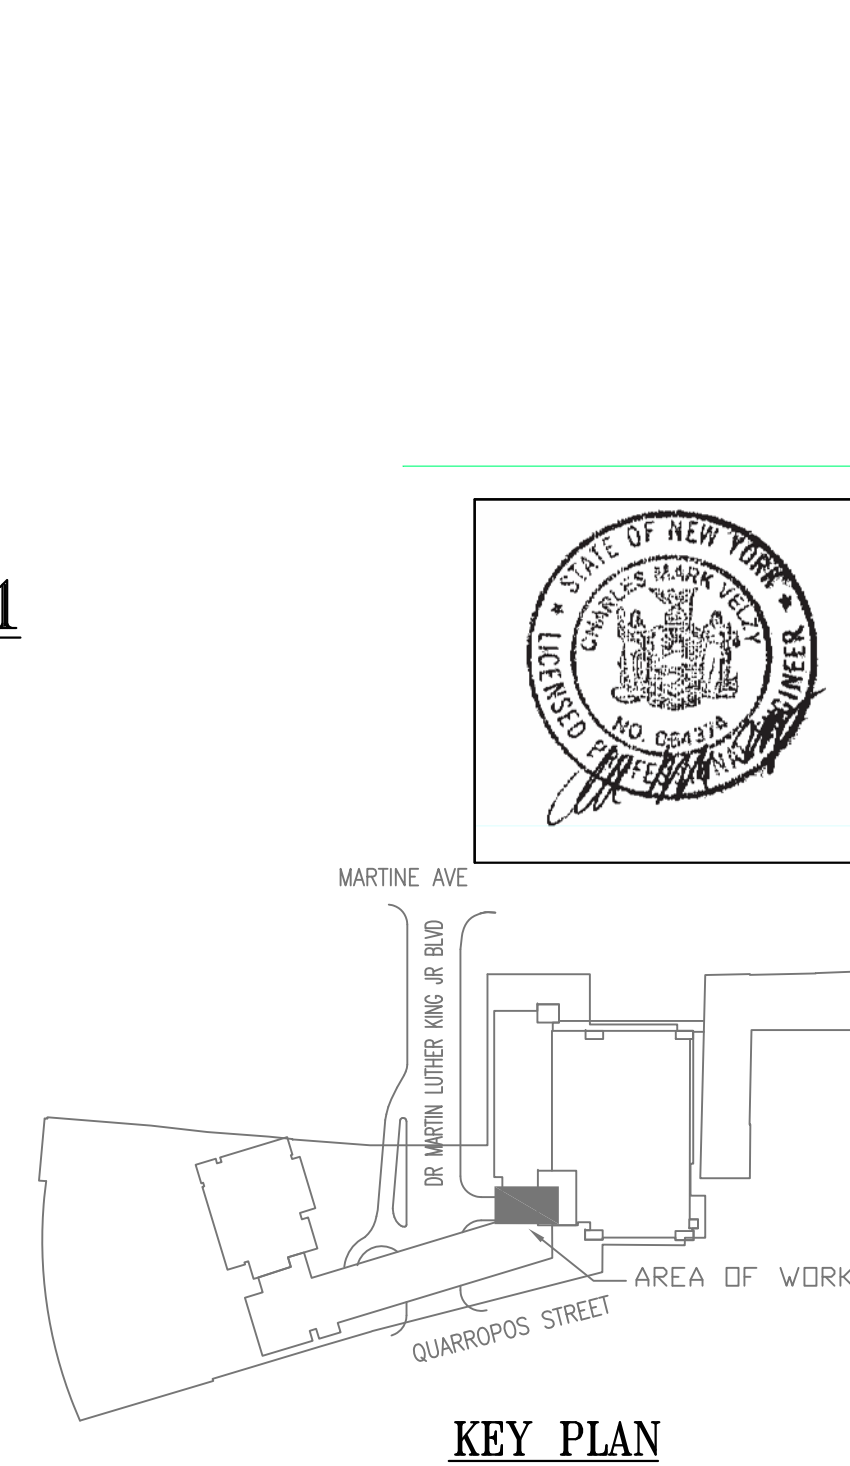 1
STATE OF NEW YORK
CHARLES MARK VELZY
NO. 064374
LICENSED PROFESSIONAL ENGINEER
MARTINE AVE
DR MARTIN LUTHER KING JR BLVD
AREA OF WORK
QUARROPOS STREET
KEY PLAN